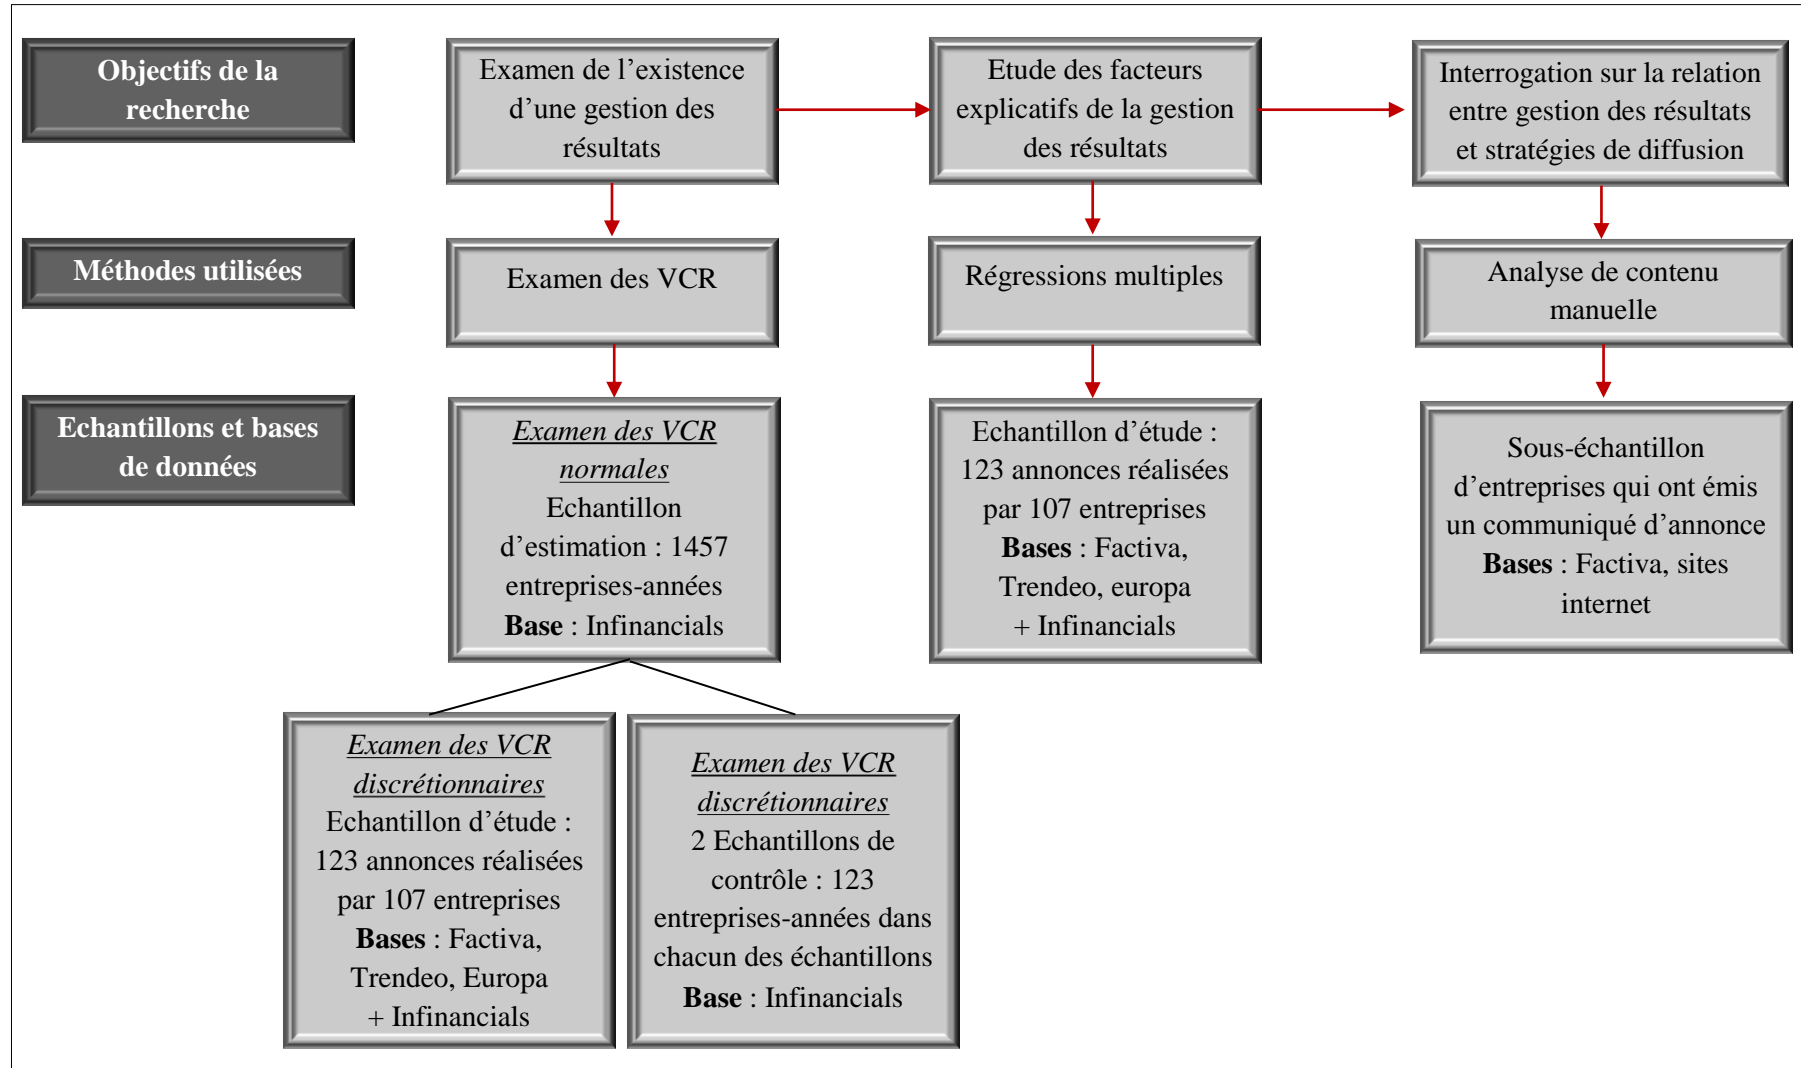 Objectifs de la
recherche
Examen de l’existence
d’une gestion des
résultats
Etude des facteurs
explicatifs de la gestion
des résultats
Interrogation sur la relation
entre gestion des résultats
et stratégies de diffusion
Méthodes utilisées
Examen des VCR
Régressions multiples
Analyse de contenu
manuelle
Echantillons et bases
de données
Examen des VCR
normales
Echantillon
d’estimation : 1457
entreprises-années
Base : Infinancials
Echantillon d’étude :
123 annonces réalisées
par 107 entreprises
Bases : Factiva,
Trendeo, europa
+ Infinancials
Sous-échantillon
d’entreprises qui ont émis
un communiqué d’annonce
Bases : Factiva, sites
internet
Examen des VCR
discrétionnaires
Echantillon d’étude :
123 annonces réalisées
par 107 entreprises
Bases : Factiva,
Trendeo, Europa
+ Infinancials
Examen des VCR
discrétionnaires
2 Echantillons de
contrôle : 123
entreprises-années dans
chacun des échantillons
Base : Infinancials